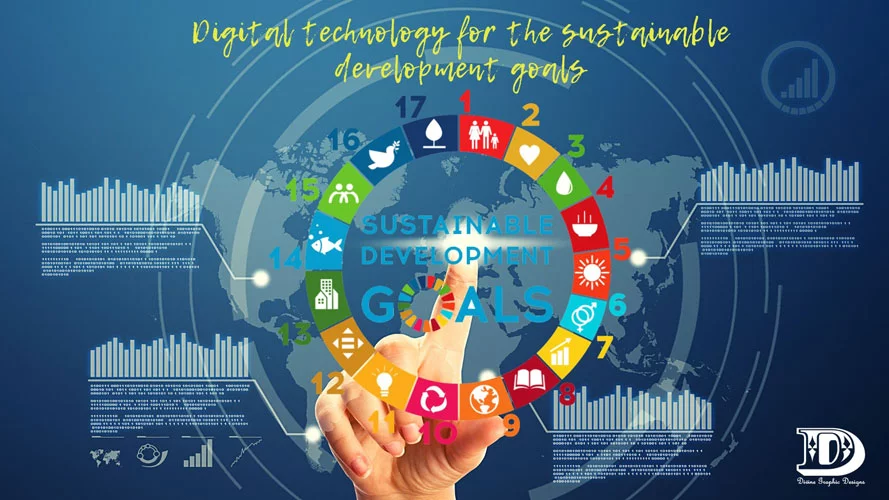 Digital technology for the sustainable
development goals
17
1
2
16
3
15
4
SUSTAINABLE
DEVELOPMENT
GOALS
14
5
6
13
7
12
8
11
10
9
D
Divine Graphic Designs